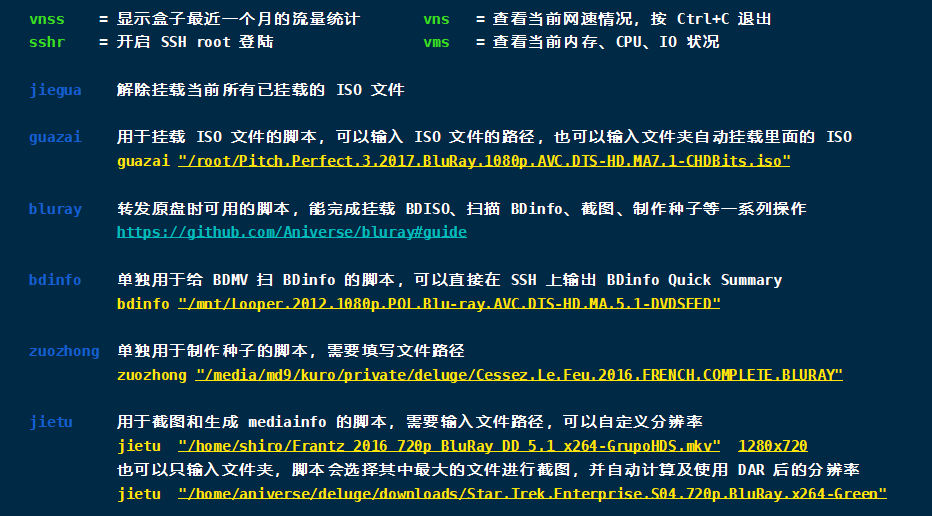 vnss = 显示盒子最近一个月的流量统计 vns = 查看当前网速情况，按 Ctrl+C 退出
sshr = 开启 SSH root 登陆 vms = 查看当前内存、CPU、IO 状况
jiegua 解除挂载当前所有已挂载的 ISO 文件
guazai 用于挂载 ISO 文件的脚本，可以输入 ISO 文件的路径，也可以输入文件夹自动挂载里面的 ISO
guazai "/root/Pitch.Perfect.3.2017.BluRay.1080p.AVC.DTS-HD.MA7.1-CHDBits.iso"
bluray 转发原盘时可用的脚本，能完成挂载 BDISO、扫描 BDinfo、截图、制作种子等一系列操作
https://github.com/Aniverse/bluray#guide
bdinfo 单独用于给 BDMV 扫 BDinfo 的脚本，可以直接在 SSH 上输出 BDinfo Quick Summary
bdinfo "/mnt/Looper.2012.1080p.POL.Blu-ray.AVC.DTS-HD.MA.5.1-DVDSEED"
zuozhong 单独用于制作种子的脚本，需要填写文件路径
zuozhong "/media/md9/kuro/private/deluge/Cessez.Le.Feu.2016.FRENCH.COMPLETE.BLURAY"
jietu 用于截图和生成 mediainfo 的脚本，需要输入文件路径，可以自定义分辨率
jietu "/home/shiro/Frantz 2016 720p BluRay DD 5.1 x264-GrupoHDS.mkv" 1280x720
也可以只输入文件夹，脚本会选择其中最大的文件进行截图，并自动计算及使用 DAR 后的分辨率
jietu "/home/aniverse/deluge/downloads/Star.Trek.Enterprise.S04.720p.BluRay.x264-Green"